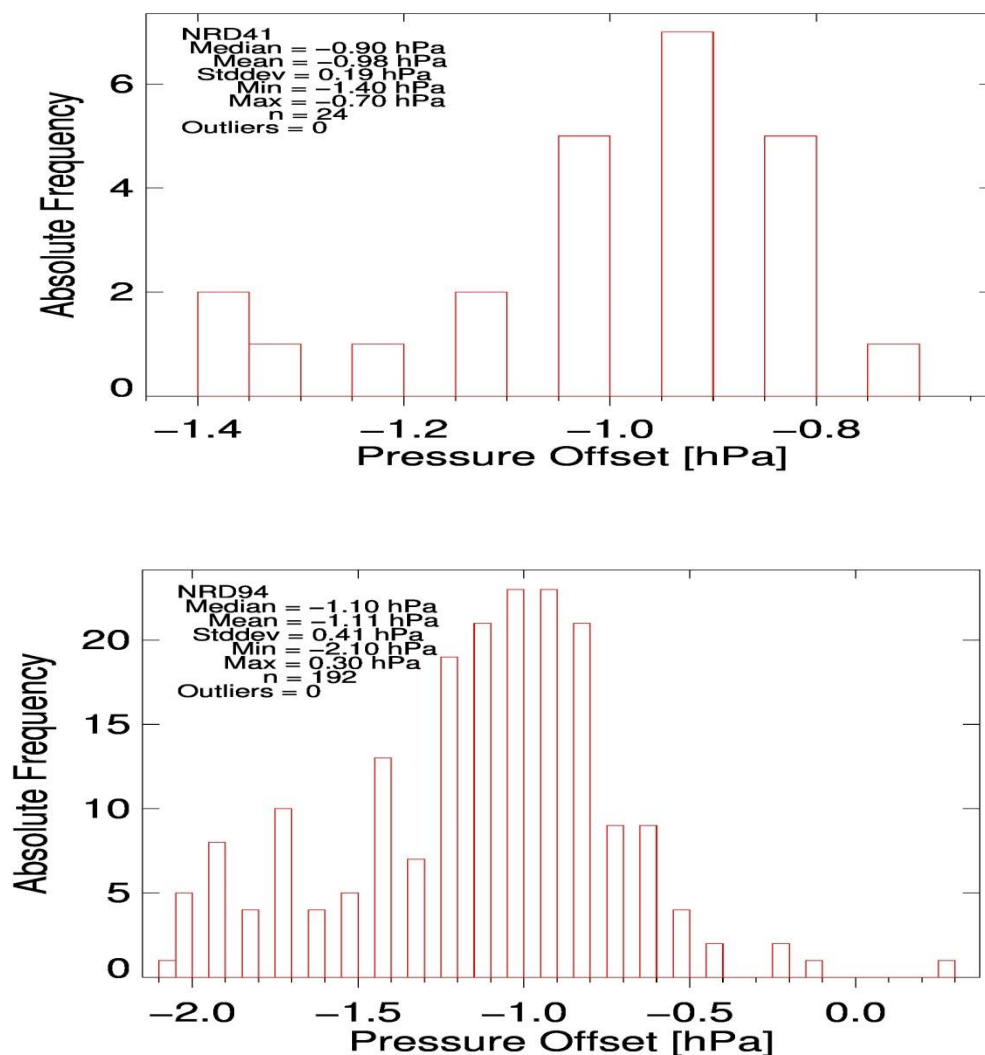 NRD41
Median = −0.90 hPa
Mean = −0.98 hPa
Stddev = 0.19 hPa
Min = −1.40 hPa
Max = −0.70 hPa
n = 24
Outliers = 0
Absolute Frequency
6
4
2
0
−1.4 −1.2 −1.0 −0.8
Pressure Offset [hPa]
NRD94
Median = −1.10 hPa
Mean = −1.11 hPa
Stddev = 0.41 hPa
Min = −2.10 hPa
Max = 0.30 hPa
n = 192
Outliers = 0
Absolute Frequency
20
15
10
5
0
−2.0 −1.5 −1.0 −0.5 0.0
Pressure Offset [hPa]